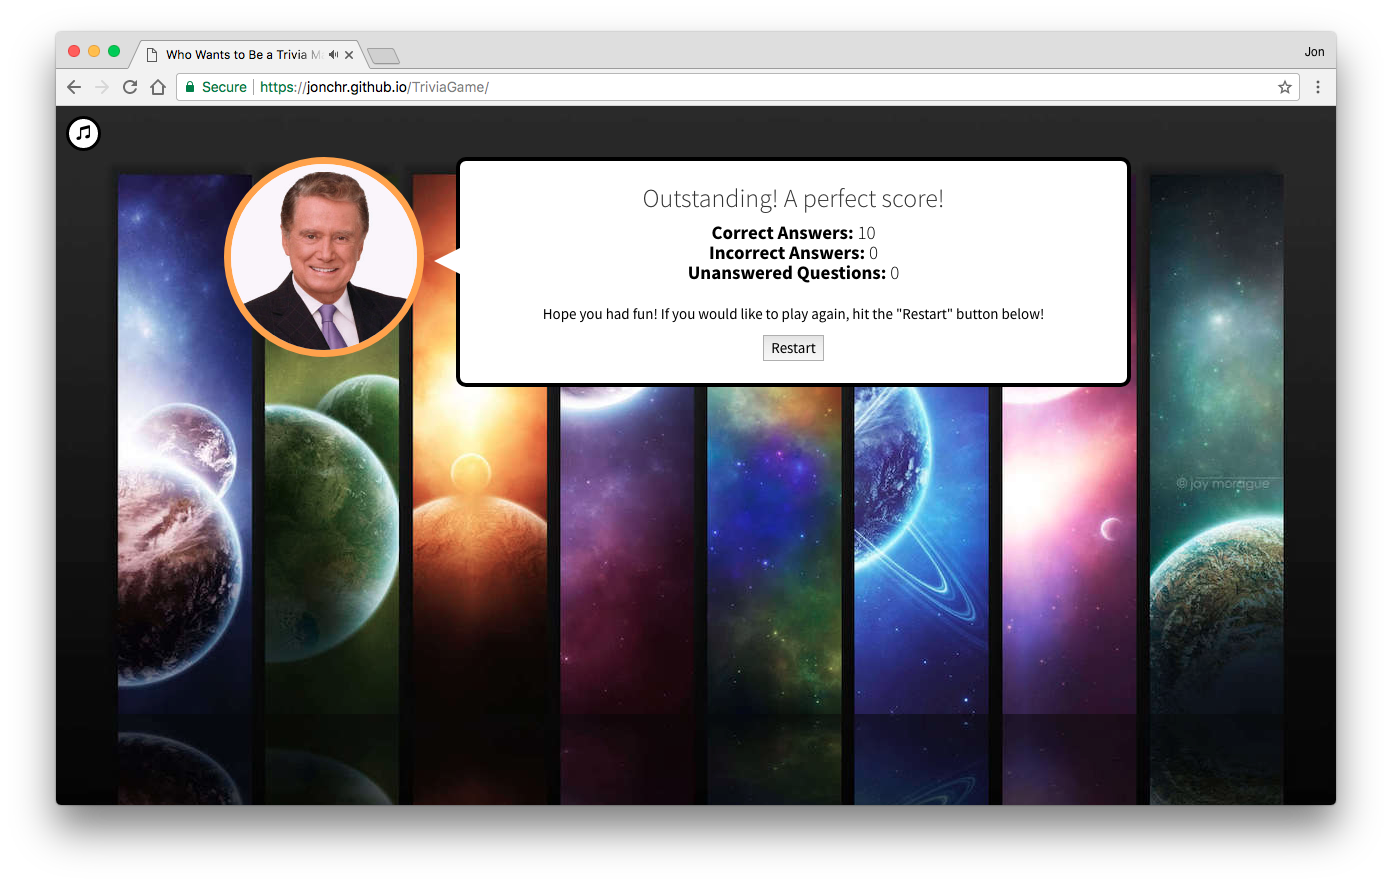 Who Wants to Be a Trivia M
Jon
Secure
https://jonchr.github.io/TriviaGame/
Outstanding! A perfect score!
Correct Answers: 10
Incorrect Answers: 0
Unanswered Questions: 0
Hope you had fun! If you would like to play again, hit the "Restart" button below!
Restart
© jay morague